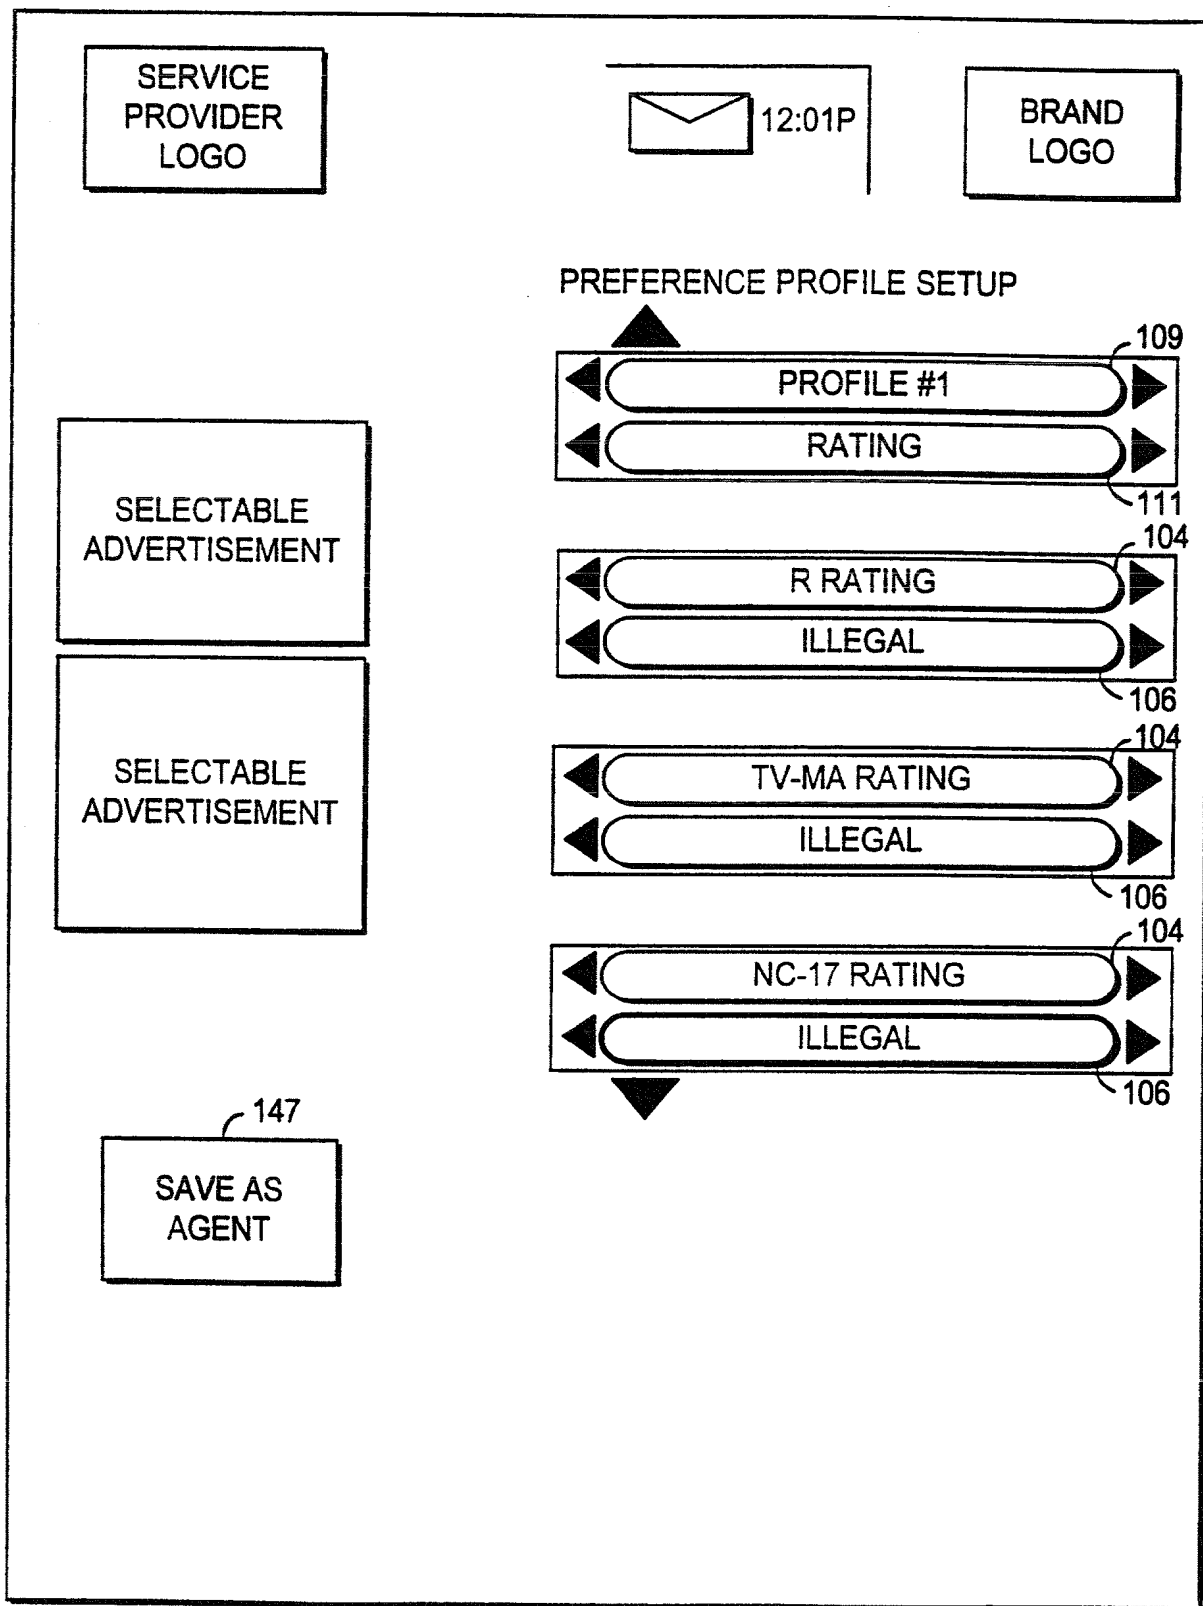 SERVICE
PROVIDER
LOGO
12:01P
BRAND
LOGO
PREFERENCE PROFILE SETUP
109
PROFILE #1
RATING
111
SELECTABLE
ADVERTISEMENT
104
R RATING
ILLEGAL
106
SELECTABLE
ADVERTISEMENT
104
TV-MA RATING
ILLEGAL
106
104
NC-17 RATING
ILLEGAL
106
147
SAVE AS
AGENT